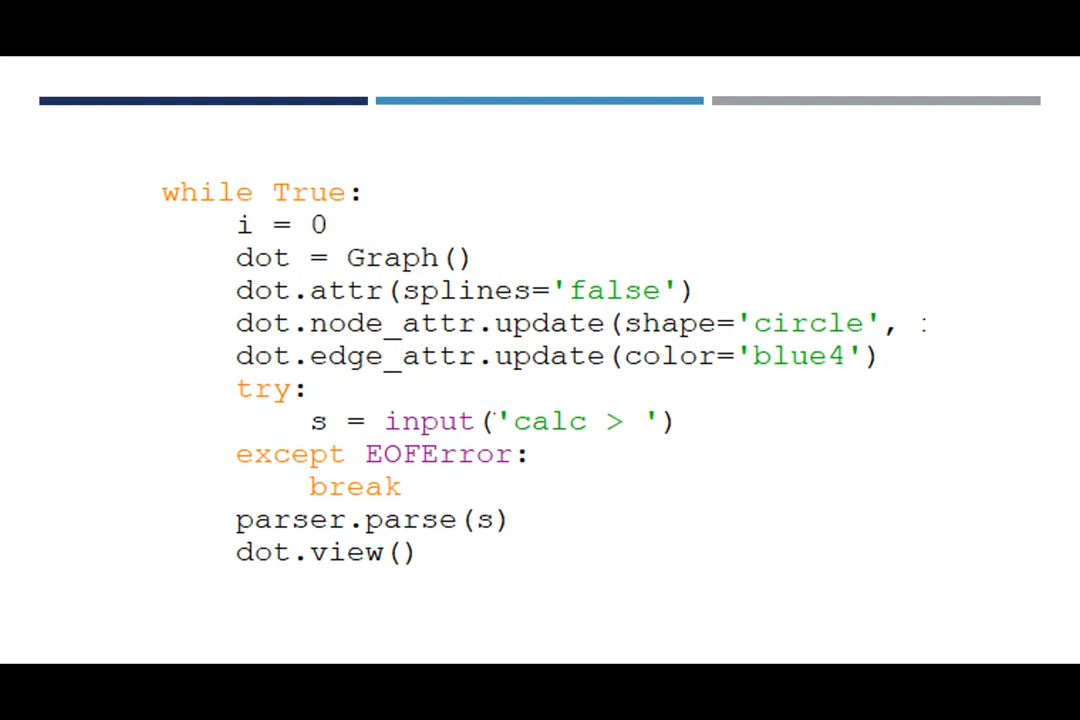 while True:
i = 0
dot = Graph()
dot.attr(splines='false')
dot.node_attr.update(shape='circle',
dot.edge_attr.update(color='blue4')
try:
s = input('calc > ')
except EOFError:
break
parser.parse(s)
dot.view()